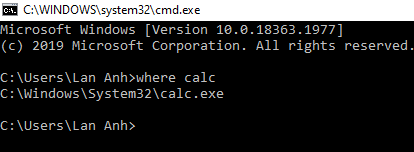 C:\WINDOWS\system32\cmd.exe
Microsoft Windows [Version 10.0.18363.1977]
(c) 2019 Microsoft Corporation. All rights reserved.
C:\Users\Lan Anh>where calc
C:\Windows\System32\calc.exe
C:\Users\Lan Anh>